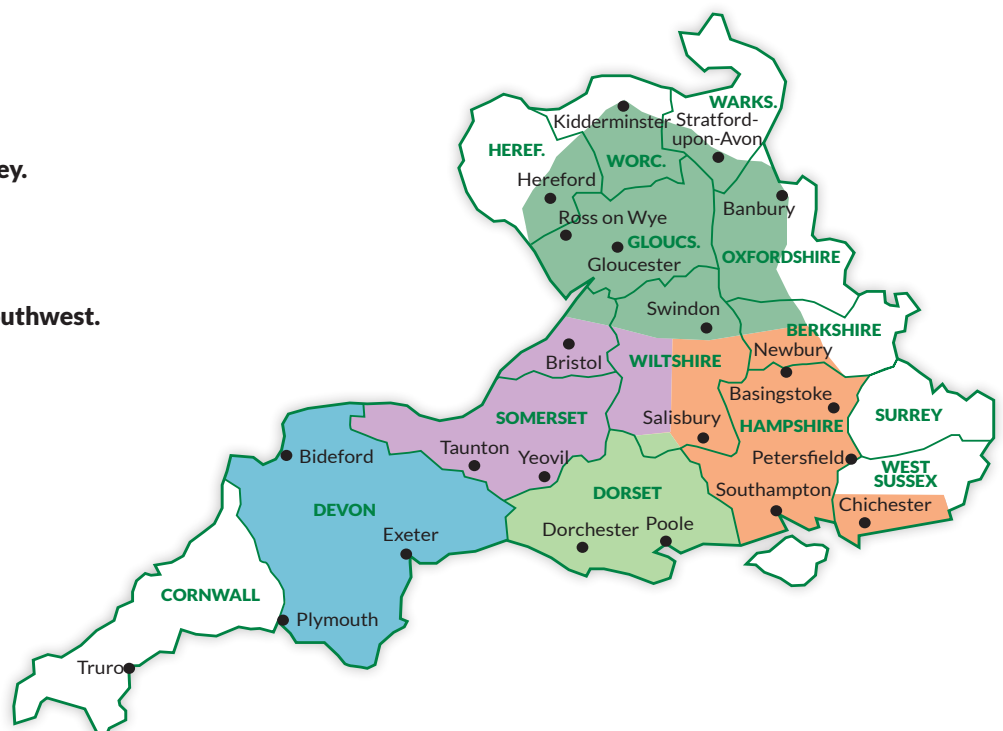 WARKS.
Kidderminster
Stratford-
upon-Avon
HEREF.
WORC.
ey.
Hereford
Banbury
Ross on Wye
GLOUCS.
OXFORDSHIRE
Gloucester
Swindon
uthwest.
BERKSHIRE
Newbury
Bristol
WILTSHIRE
Basingstoke
SOMERSET
Salisbury
HAMPSHIRE
SURREY
Taunton
Yeovil
Petersfield
WEST
SUSSEX
Bideford
DORSET
Southampton
Chichester
DEVON
Dorchester
Poole
Exeter
CORNWALL
Plymouth
Truro